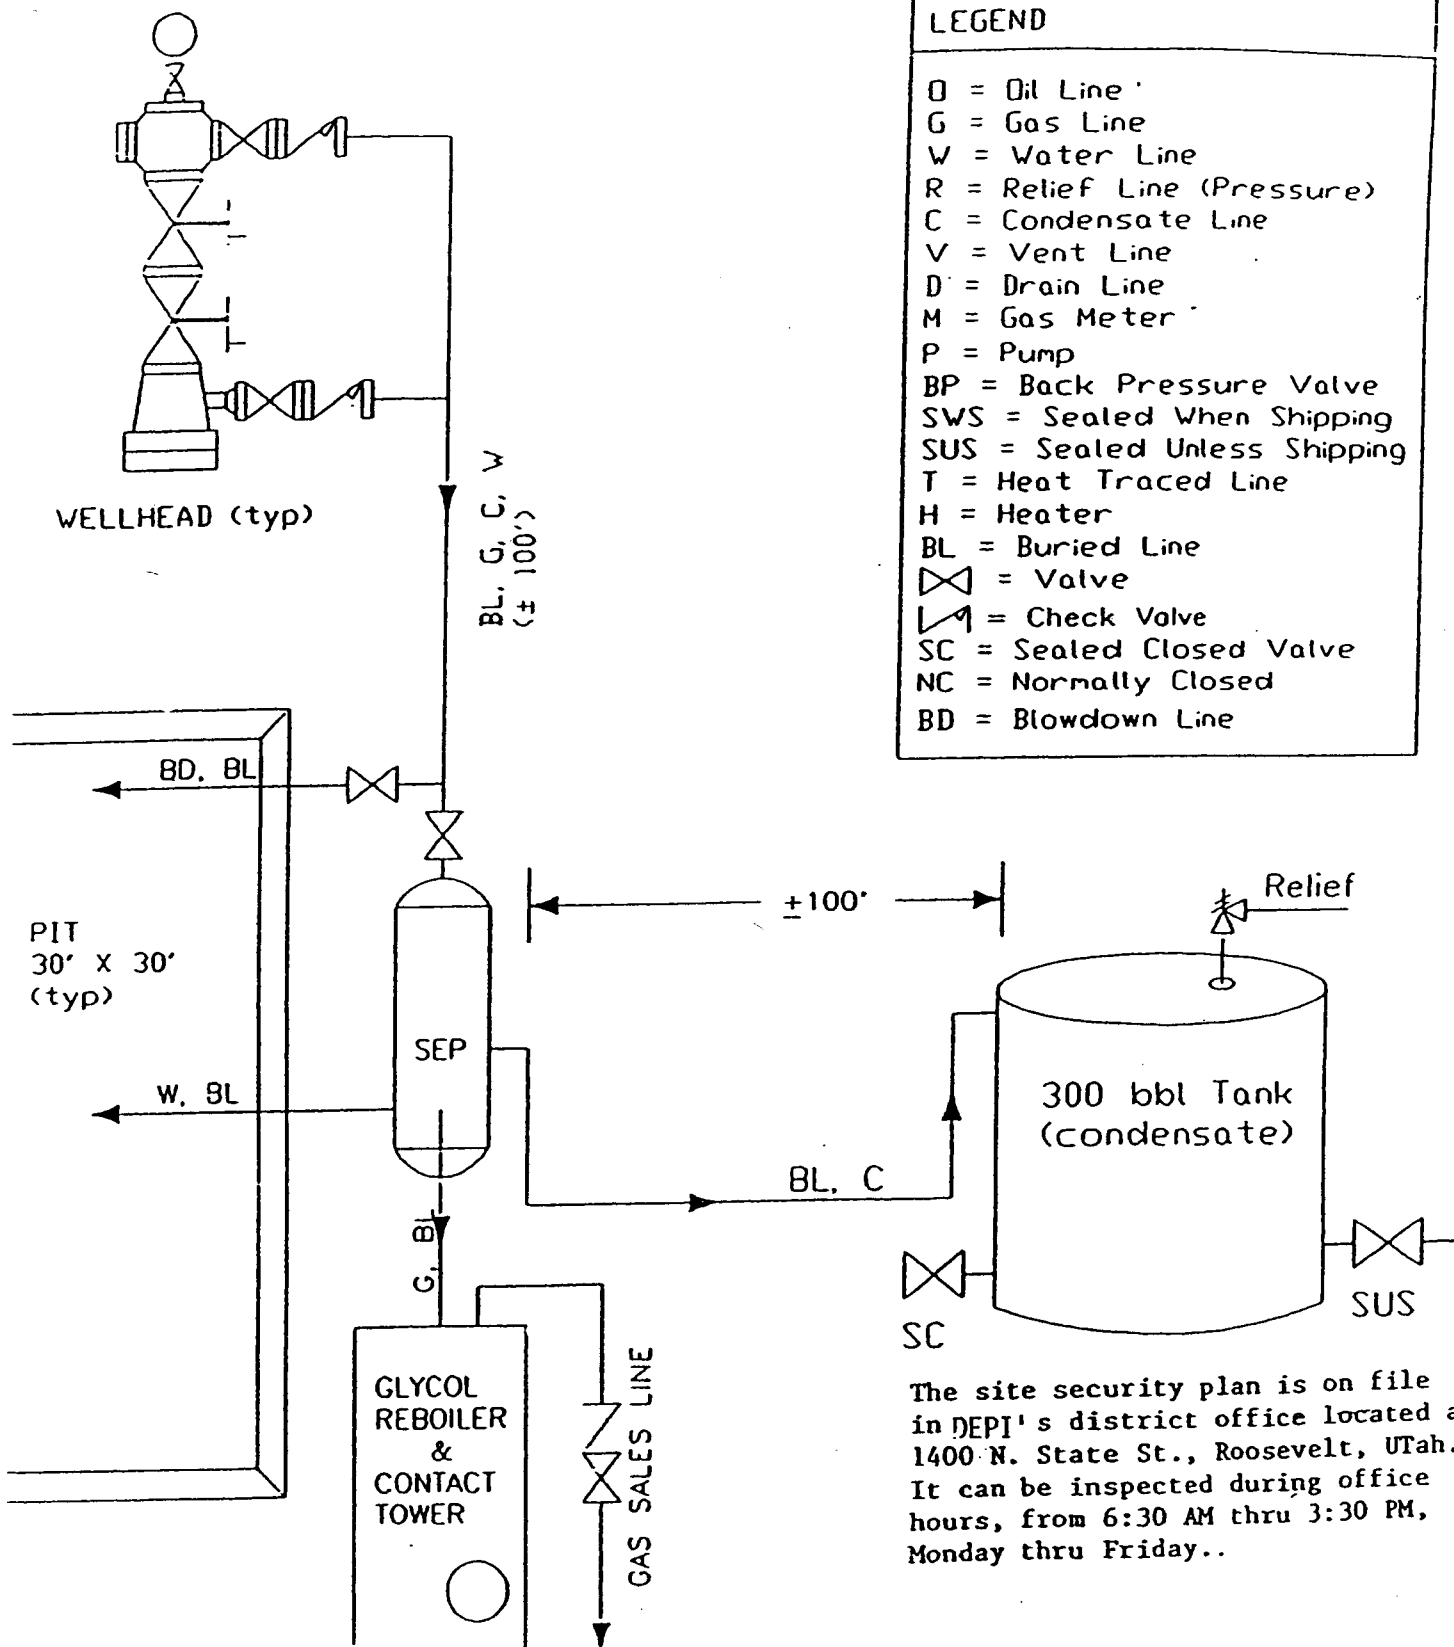 LEGEND
O = Oil Line
G = Gas Line
W = Water Line
R = Relief Line (Pressure)
C = Condensate Line
V = Vent Line
D = Drain Line
M = Gas Meter
P = Pump
BP = Back Pressure Valve
SWS = Sealed When Shipping
SUS = Sealed Unless Shipping
T = Heat Traced Line
H = Heater
BL = Buried Line
= Valve
= Check Valve
SC = Sealed Closed Valve
NC = Normally Closed
BD = Blowdown Line
WELLHEAD (typ)
BL, G, C, W
(± 100')
BD, BL
PIT
30' X 30'
(typ)
±100'
Relief
SEP
W, BL
300 bbl Tank
(condensate)
BL, C
G, BL
SC
SUS
GLYCOL
REBOILER
&
CONTACT
TOWER
GAS SALES LINE
The site security plan is on file
in DEPI's district office located a
1400 N. State St., Roosevelt, UTah.
It can be inspected during office
hours, from 6:30 AM thru 3:30 PM,
Monday thru Friday..